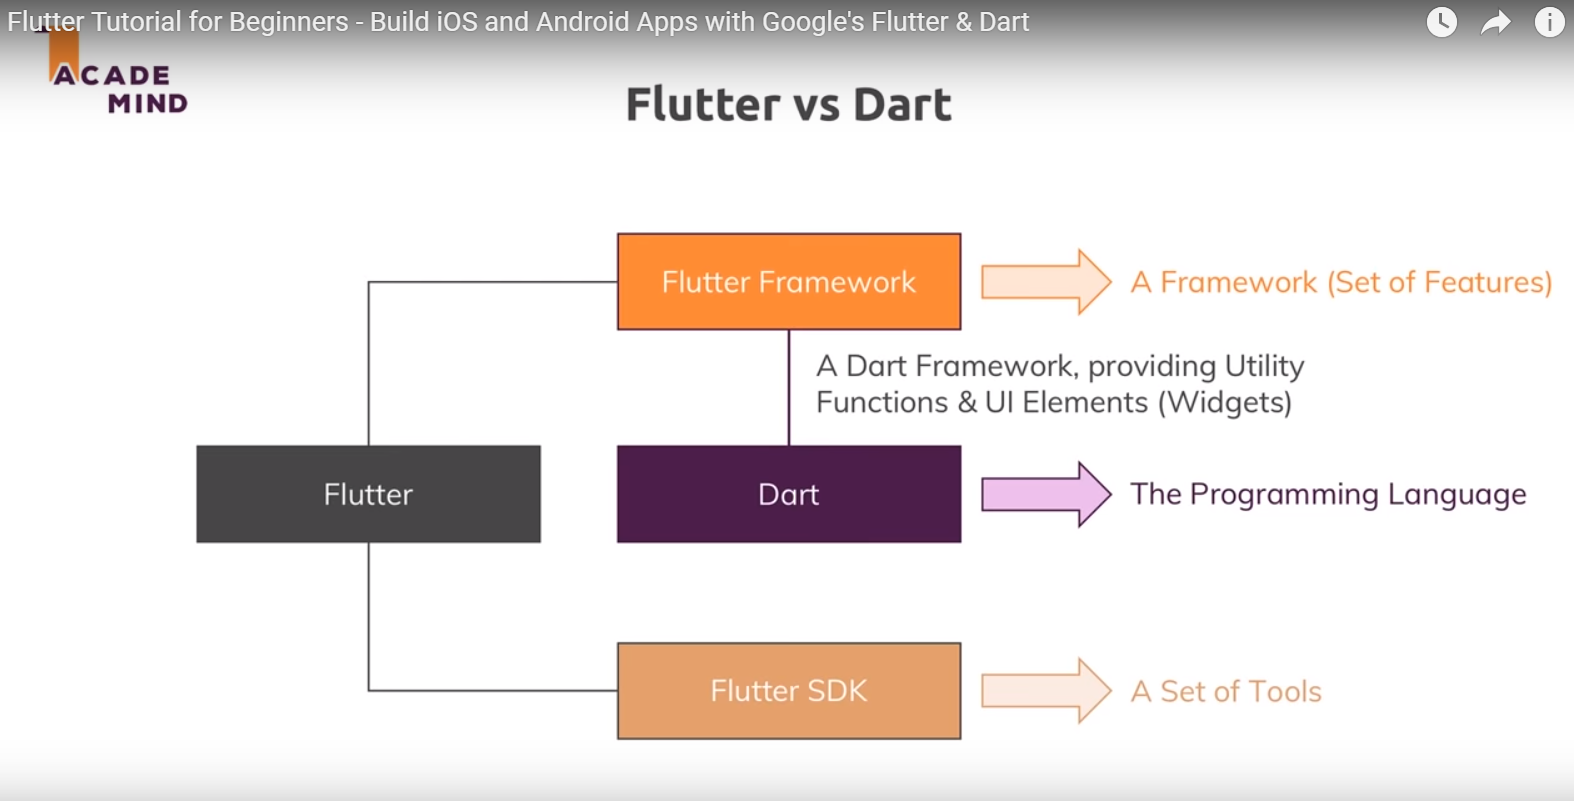 Flutter Tutorial for Beginners - Build iOS and Android Apps with Google's Flutter & Dart
ACADE
MIND
Flutter vs Dart
Flutter Framework
A Framework (Set of Features)
A Dart Framework, providing Utility
Functions & UI Elements (Widgets)
Flutter
Dart
The Programming Language
Flutter SDK
A Set of Tools